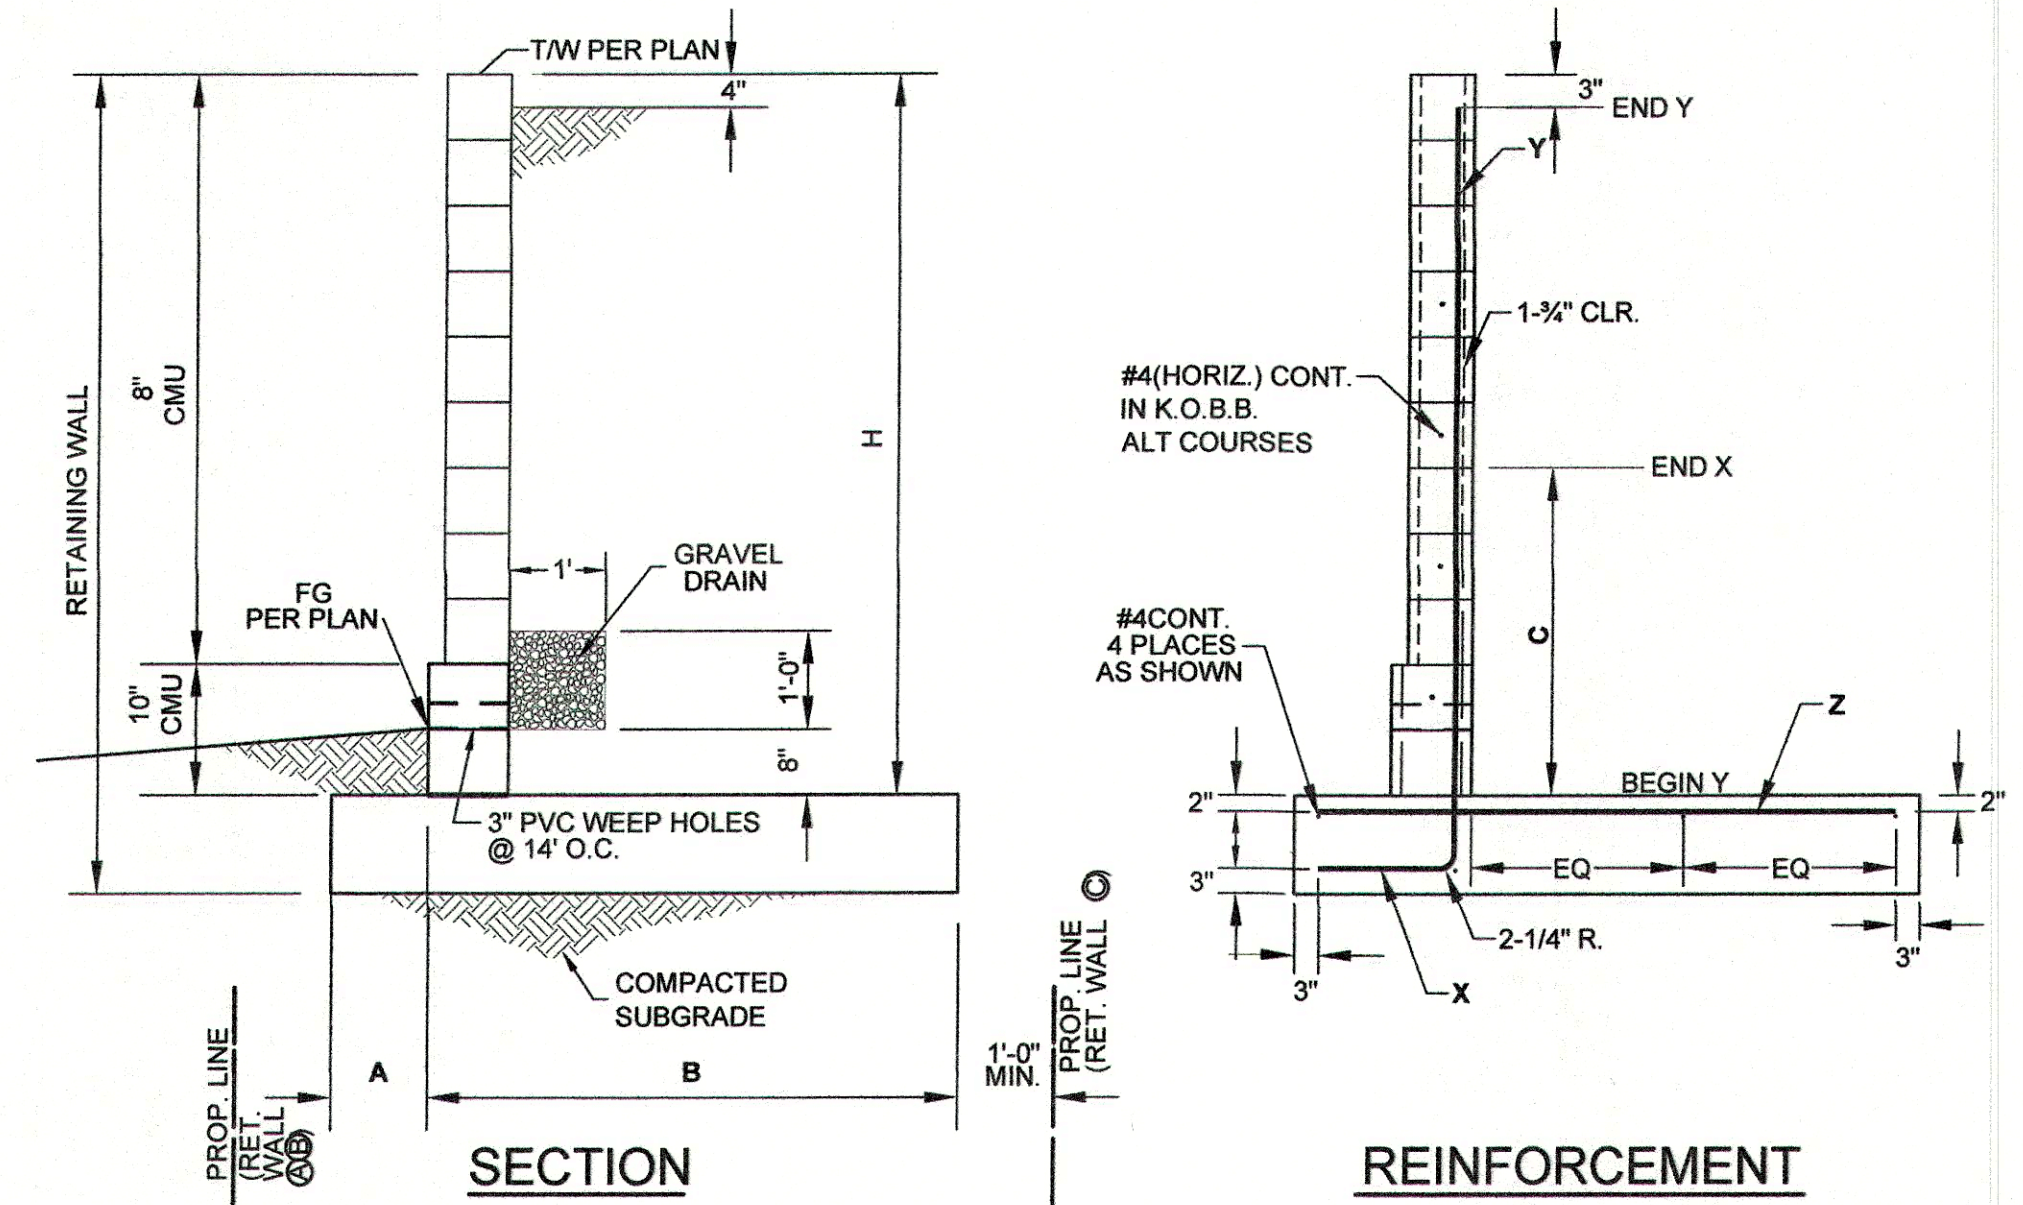 T/W PER PLAN
4"
RETAINING WALL
8"
CMU
H
FG
PER PLAN
1'
GRAVEL
DRAIN
10"
CMU
1'-0"
8"
3" PVC WEEP HOLES
@ 14' O.C.
COMPACTED
SUBGRADE
PROP. LINE
(RET.
WALL
A B)
A
B
1'-0"
MIN.
PROP. LINE
(RET. WALL C)
SECTION
3"
END Y
Y
1-¾" CLR.
#4(HORIZ.) CONT.
IN K.O.B.B.
ALT COURSES
END X
C
#4CONT.
4 PLACES
AS SHOWN
Z
BEGIN Y
2"
2"
3"
EQ
EQ
2-1/4" R.
X
3"
3"
REINFORCEMENT